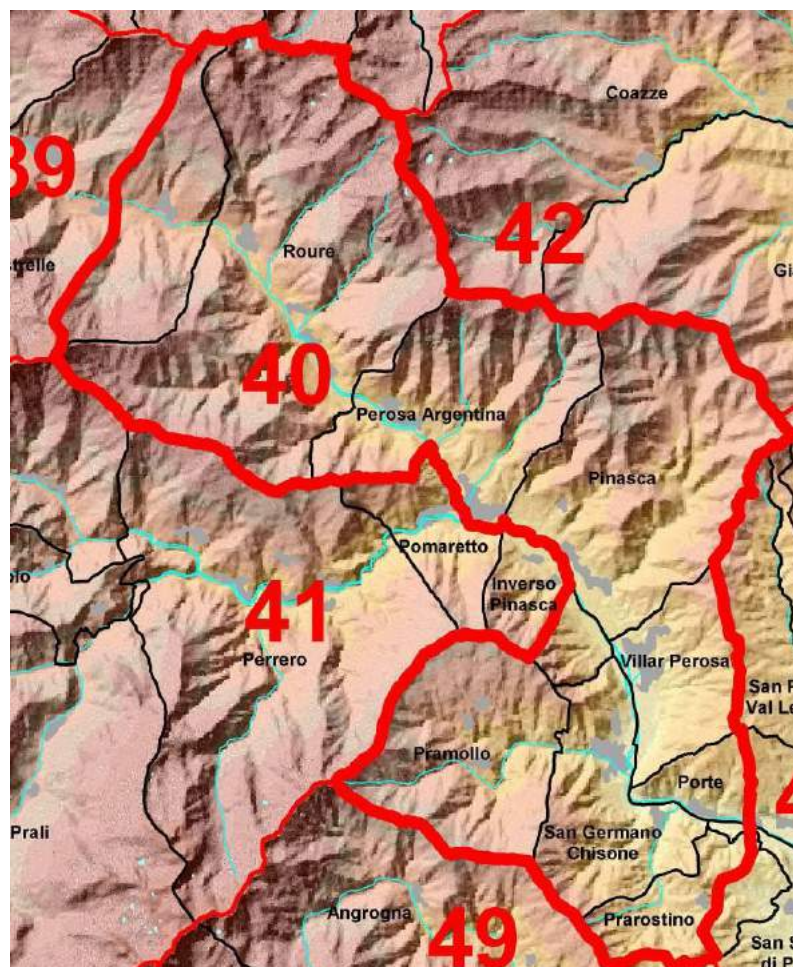 Coazze
39
42
Roure
40
Perosa Argentina
Pinasca
Pomaretto
Inverso
Pinasca
41
Perrero
Villar Perosa
Pramollo
Porte
Prali
San Germano
Chisone
Angrogna
49
Prarostino